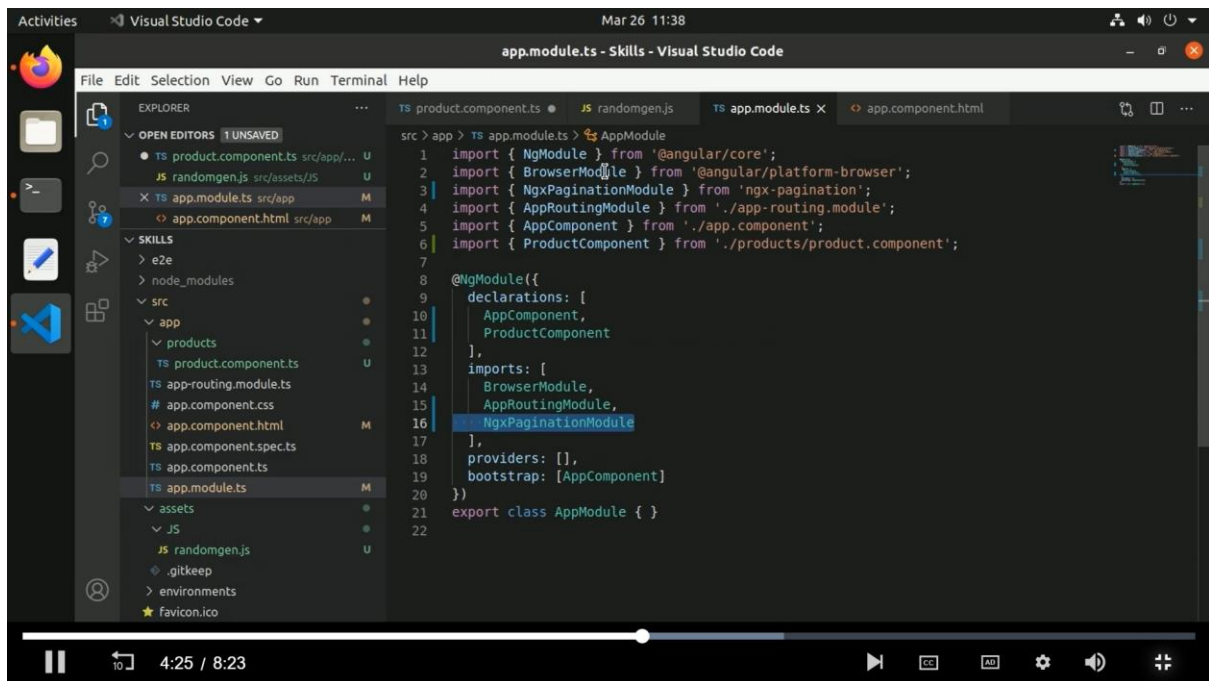 Activities
Visual Studio Code
Mar 26 11:38
app.module.ts - Skills - Visual Studio Code
File Edit Selection View Go Run Terminal Help
EXPLORER
OPEN EDITORS 1 UNSAVED
TS product.component.ts src/app/... U
JS randomgen.js src/assets/JS U
TS app.module.ts src/app M
<> app.component.html src/app M
SKILLS
e2e
node_modules
src
app
products
TS product.component.ts U
TS app-routing.module.ts
# app.component.css
<> app.component.html M
TS app.component.spec.ts
TS app.component.ts
TS app.module.ts M
assets
JS
JS randomgen.js U
.gitkeep
environments
favicon.ico
1
7
TS product.component.ts
JS randomgen.js
TS app.module.ts
<> app.component.html
src > app > TS app.module.ts > AppModule
1 import { NgModule } from '@angular/core';
2 import { BrowserModule } from '@angular/platform-browser';
3 import { NgxPaginationModule } from 'ngx-pagination';
4 import { AppRoutingModule } from './app-routing.module';
5 import { AppComponent } from './app.component';
6 import { ProductComponent } from './products/product.component';
7
8 @NgModule({
9 declarations: [
10 AppComponent,
11 ProductComponent
12 ],
13 imports: [
14 BrowserModule,
15 AppRoutingModule,
16 NgxPaginationModule
17 ],
18 providers: [],
19 bootstrap: [AppComponent]
20 })
21 export class AppModule { }
22
10
4:25 / 8:23
CC
AD